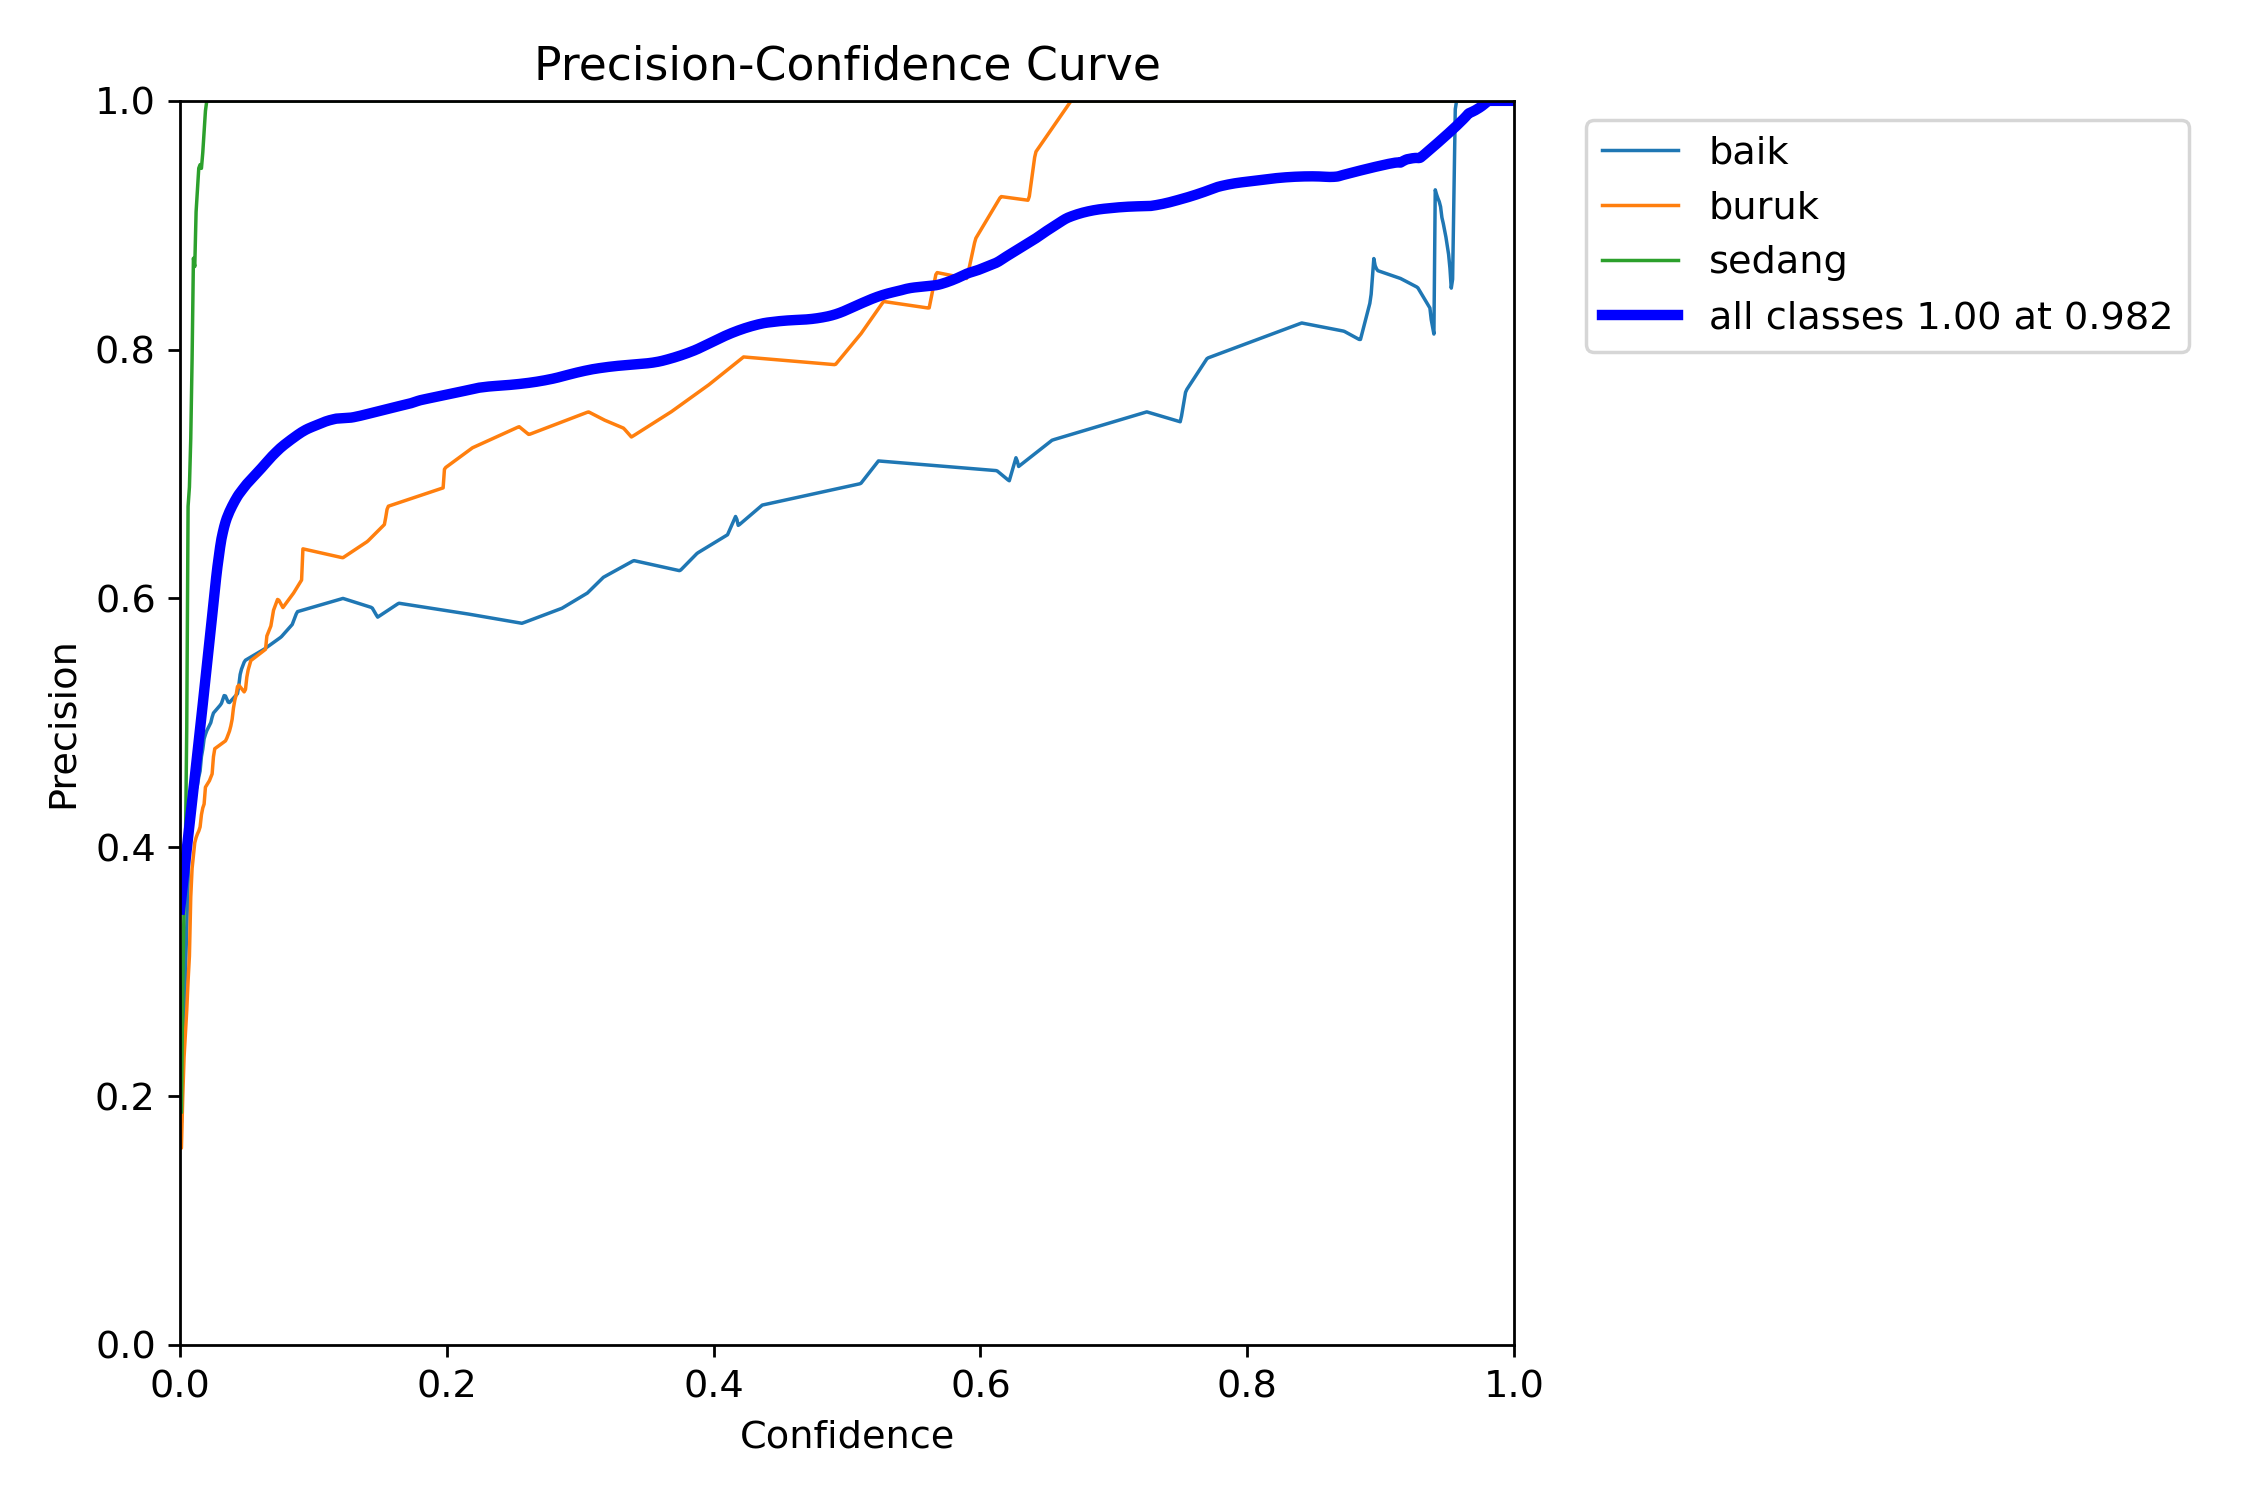 Precision-Confidence Curve
1.0
0.8
0.6
0.4
0.2
0.0
Precision
0.0 0.2 0.4 0.6 0.8 1.0
Confidence
baik
buruk
sedang
all classes 1.00 at 0.982